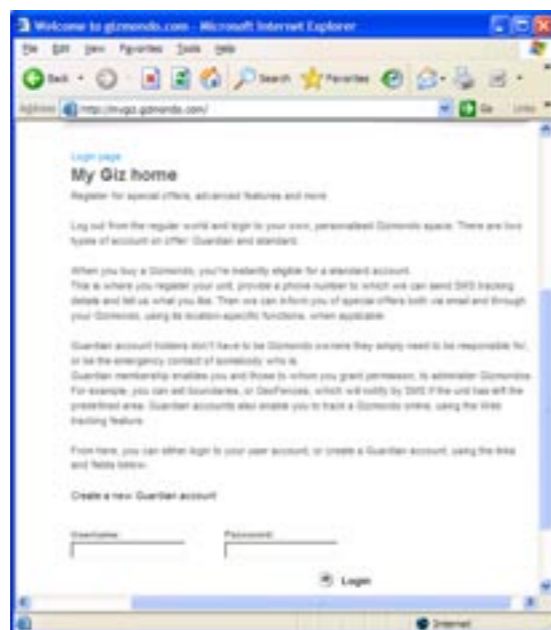 Welcome to gizmondo.com - Microsoft Internet Explorer
File Edit View Favorites Tools Help
Back Search Favorites
Address http://mygiz.gizmondo.com/ Go Links
Login page
My Giz home
Register for special offers, advanced features and more
Log out from the regular world and login to your own, personalised Gizmondo space. There are two
types of account on offer: Guardian and standard.
When you buy a Gizmondo, you're instantly eligible for a standard account.
This is where you register your unit, provide a phone number to which we can send SMS tracking
details and tell us what you like. Then we can inform you of special offers both via email and through
your Gizmondo, using its location-specific functions, when applicable.
Guardian account holders don't have to be Gizmondo owners they simply need to be responsible for,
or be the emergency contact of somebody who is.
Guardian membership enables you and those to whom you grant permission, to administer Gizmondos.
For example, you can set boundaries, or GeoFences, which will notify by SMS if the unit has left the
predefined area. Guardian accounts also enable you to track a Gizmondo online, using the Web
tracking feature.
From here, you can either login to your user account, or create a Guardian account, using the links
and fields below.
Create a new Guardian account
Username: Password:
Login
Internet